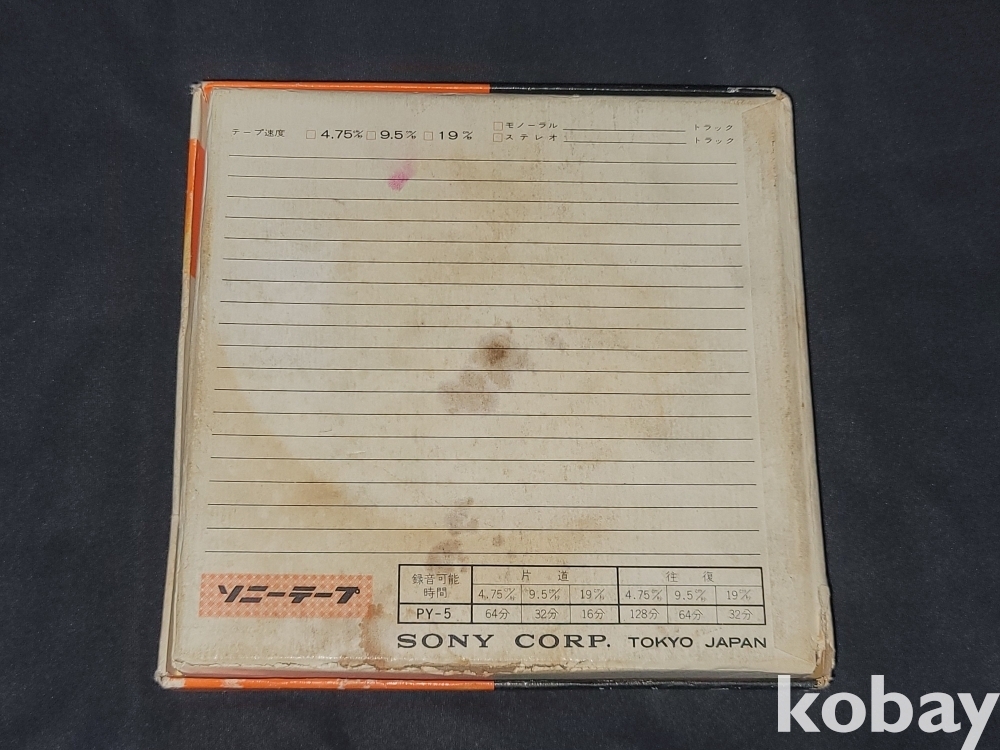 テープ速度 □ 4.75㎝/s □ 9.5㎝/s □ 19㎝/s □モノーラル トラック
□ステレオ トラック
ソニーテープ
録音可能時間 片道 往復
4.75㎝/s 9.5㎝/s 19㎝/s 4.75㎝/s 9.5㎝/s 19㎝/s
PY-5 64分 32分 16分 128分 64分 32分
SONY CORP. TOKYO JAPAN
kobay